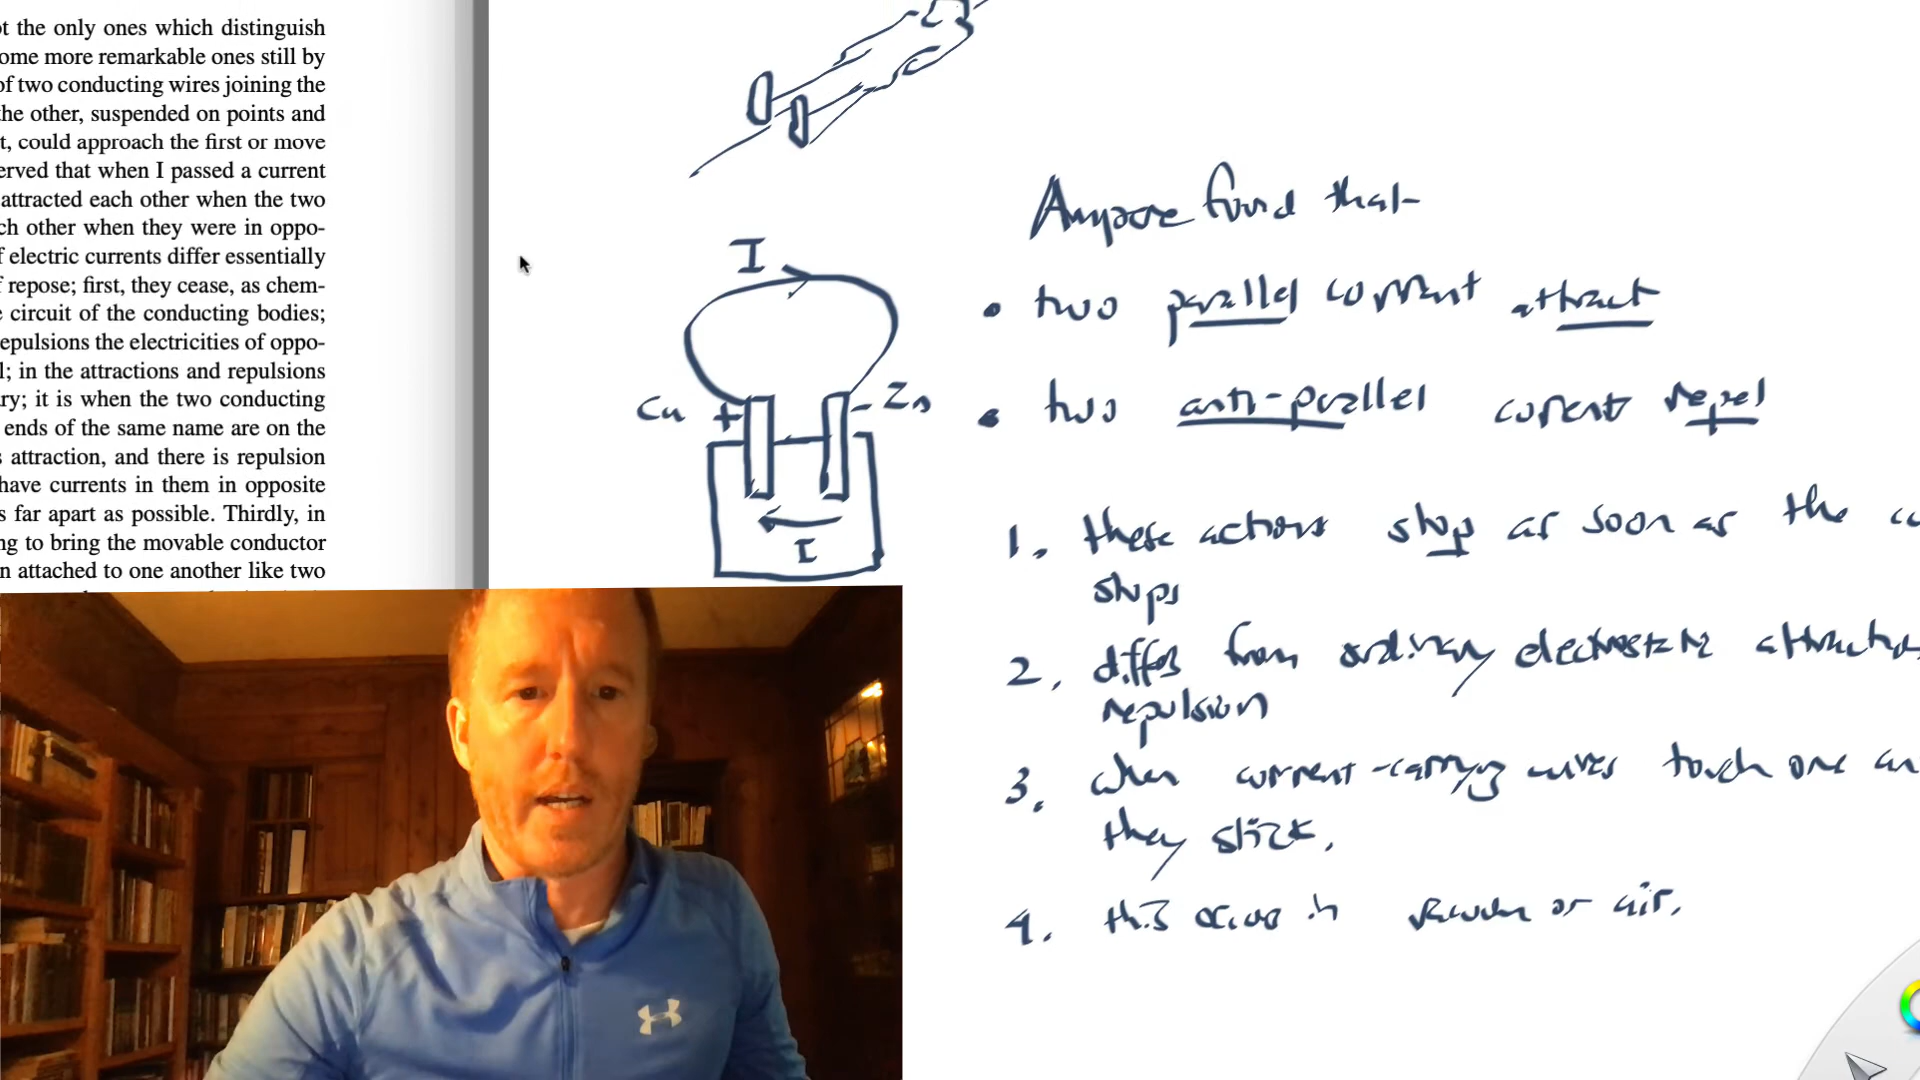 t the only ones which distinguish
ome more remarkable ones still by
of two conducting wires joining the
the other, suspended on points and
t, could approach the first or move
erved that when I passed a current
attracted each other when the two
ch other when they were in oppo-
f electric currents differ essentially
f repose; first, they cease, as chem-
e circuit of the conducting bodies;
epulsions the electricities of oppo-
l; in the attractions and repulsions
ry; it is when the two conducting
ends of the same name are on the
s attraction, and there is repulsion
have currents in them in opposite
s far apart as possible. Thirdly, in
ng to bring the movable conductor
n attached to one another like two
I
Cu + - Zn
I
Ampere found that
• two parallel current attract
• two anti-parallel current repel
1. these actions stop as soon as the cu
stops
2. differ from ordinary electrostatic attractio
repulsion
3. when current-carrying wires touch one an
they stick.
4. this occurs in vacuum or air.